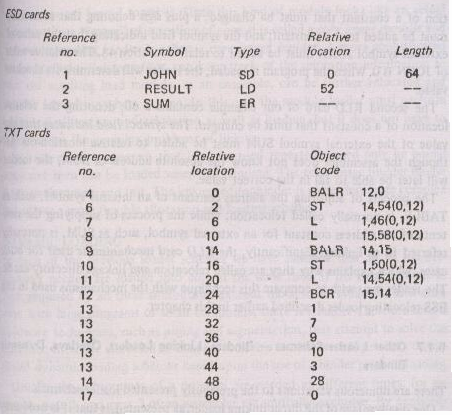 ESD cards
Reference no. Symbol Type Relative location Length
1 JOHN SD 0 64
2 RESULT LD 52 --
3 SUM ER -- --
TXT cards
Reference no. Relative location Object code
4 0 BALR 12,0
6 2 ST 14,54(0,12)
7 6 L 1,46(0,12)
8 10 L 15,58(0,12)
9 14 BALR 14,15
10 16 ST 1,50(0,12)
11 20 L 14,54(0,12)
12 24 BCR 15,14
13 28 1
13 32 7
13 36 9
13 40 10
13 44 3
14 48 28
17 60 0